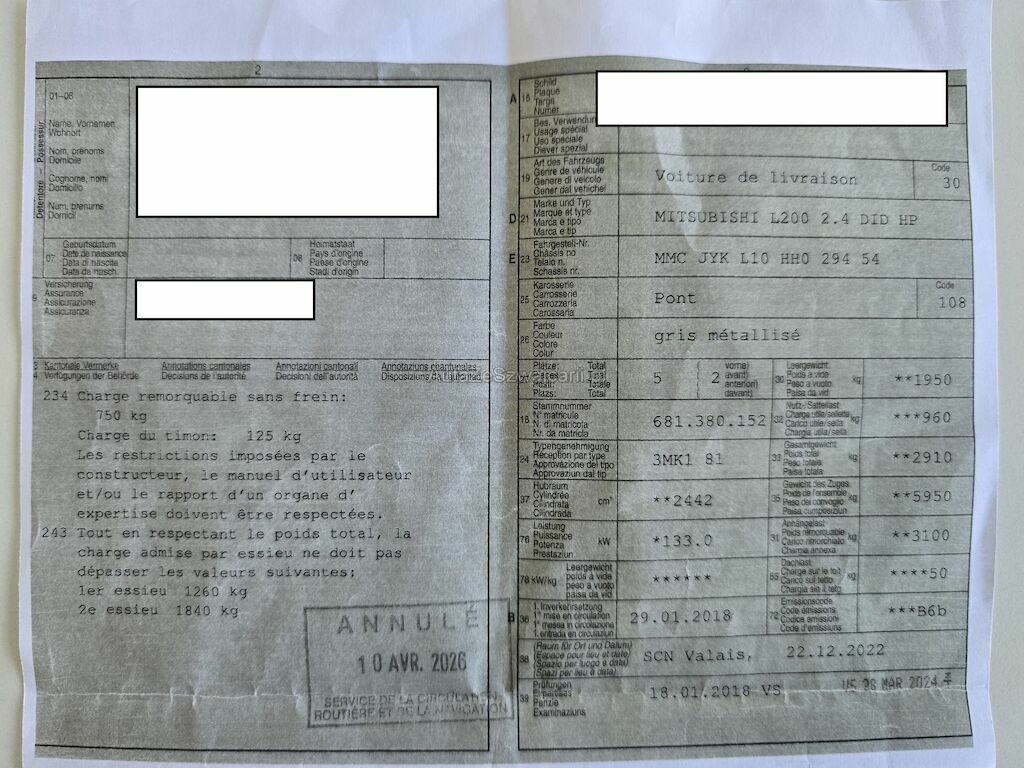 2
01–06
Name, Vornamen
Wohnort
Nom, prénoms
Domicile
Cognome, nomi
Domicilio
Num, prenums
Domicil
Detentore – Possessur
07
Geburtsdatum
Date de naissance
Data di nascita
Data da nasch.
08
Heimatstaat
Pays d'origine
Paese d'origine
Stadi d'origin
9
Versicherung
Assurance
Assicurazione
Assicuranza
Kantonale Vermerke
Verfügungen der Behörde
Annotations cantonales
Décisions de l'autorité
Annotazioni cantonali
Decisioni dell'autorità
Annotaziuns chantunalas
Disposiziuns da l'autoritad
234 Charge remorquable sans frein:
750 kg
Charge du timon: 125 kg
Les restrictions imposées par le
constructeur, le manuel d'utilisateur
et/ou le rapport d'un organe d'
expertise doivent être respectées.
243 Tout en respectant le poids total, la
charge admise par essieu ne doit pas
dépasser les valeurs suivantes:
1er essieu 1260 kg
2e essieu 1840 kg
ANNULÉ
10 AVR. 2026
SERVICE DE LA CIRCULATION
ROUTIÈRE ET DE LA NAVIGATION
A 15
Schild
Plaque
Targa
Numer
17
Bes. Verwendung
Usage spécial
Uso speciale
Diever spezial
19
Art des Fahrzeugs
Genre de véhicule
Genere di veicolo
Gener dal vehichel
Voiture de livraison
Code
30
D 21
Marke und Typ
Marque et type
Marca e tipo
Marca e tip
MITSUBISHI L200 2.4 DID HP
E 23
Fahrgestell-Nr.
Châssis no
Telaio n.
Schassis nr.
MMC JYK L10 HH0 294 54
25
Karosserie
Carrosserie
Carrozzeria
Carossaria
Pont
Code
108
26
Farbe
Couleur
Colore
Colur
gris métallisé
Plätze: Total
Total
Totale
Plazs: Total
5 ( 2
vorne)
avant)
anteriori)
davant)
30
Leergewicht
Poids à vide
Peso a vuoto
Paisa da vid
kg
**1950
18
Stammnummer
N° matricule
N. di matricola
Nr. da matricla
681.380.152
32
Nutz-/Sattellast
Charge utile/sellette
Carico utile/sella
Chargia utila/sella
kg
***960
24
Typengenehmigung
Réception par type
Approvazione del tipo
Approvaziun dal tip
3MK1 81
33
Gesamtgewicht
Poids total
Peso totale
Paisa totala
kg
**2910
37
Hubraum
Cylindrée
Cilindrata
Cilindrada
cm³
**2442
35
Gewicht des Zuges
Poids de l'ensemble
Peso del convoglio
Paisa cumposiziun
kg
**5950
76
Leistung
Puissance
Potenza
Prestaziun
kW
*133.0
31
Anhängelast
Poids remorquable
Carico rimorchiato
Chargia annexa
kg
**3100
78 kW/kg
Leergewicht
poids à vide
peso a vuoto
paisa da vid
******
55
Dachlast
Charge sur le toit
Carico sul tetto
Chargia sin il tetg
kg
****50
B 36
1. Inverkehrsetzung
1re mise en circulation
1a messa in circolazione
1. entrada en circulaziun
29.01.2018
72
Emissionscode
Code émissions
Codice emissioni
Code d'emissiuns
***B6b
38
(Raum für Ort und Datum)
(Espace pour lieu et date)
(Spazio per luogo e data)
(Spazi per lieu e data)
SCN Valais, 22.12.2022
39
Prüfungen
Expertises
Perizie
Examinaziuns
18.01.2018 VS
VS 26 MAR 2024